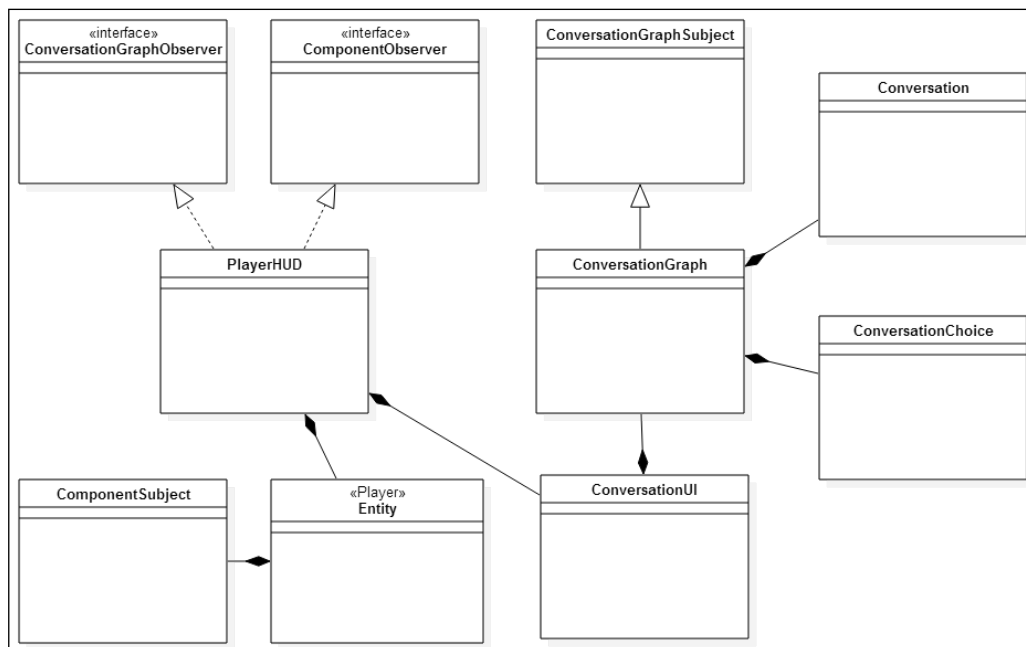 «interface»
ConversationGraphObserver
«interface»
ComponentObserver
ConversationGraphSubject
Conversation
PlayerHUD
ConversationGraph
ConversationChoice
ComponentSubject
«Player»
Entity
ConversationUI